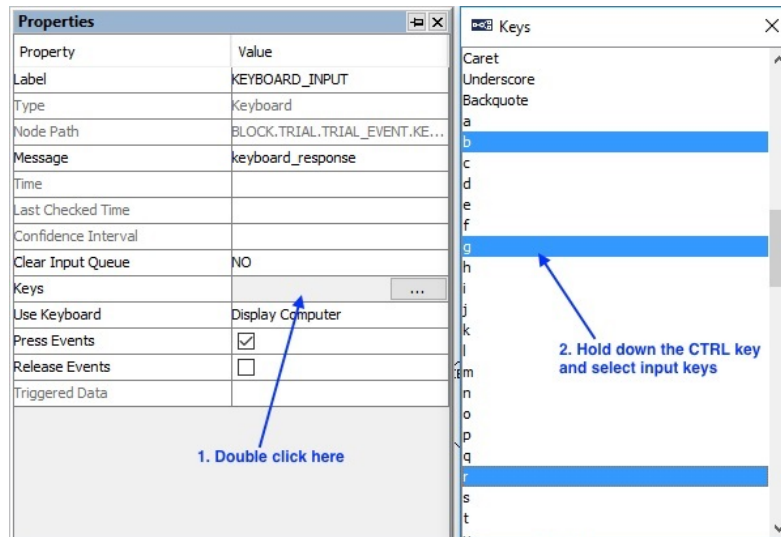 Properties
Property Value
Label KEYBOARD_INPUT
Type Keyboard
Node Path BLOCK.TRIAL.TRIAL_EVENT.KE...
Message keyboard_response
Time
Last Checked Time
Confidence Interval
Clear Input Queue NO
Keys ...
Use Keyboard Display Computer
Press Events
Release Events
Triggered Data
1. Double click here
Keys
Caret
Underscore
Backquote
a
b
c
d
e
f
g
h
i
j
k
l
m
n
o
p
q
r
s
t
2. Hold down the CTRL key
and select input keys